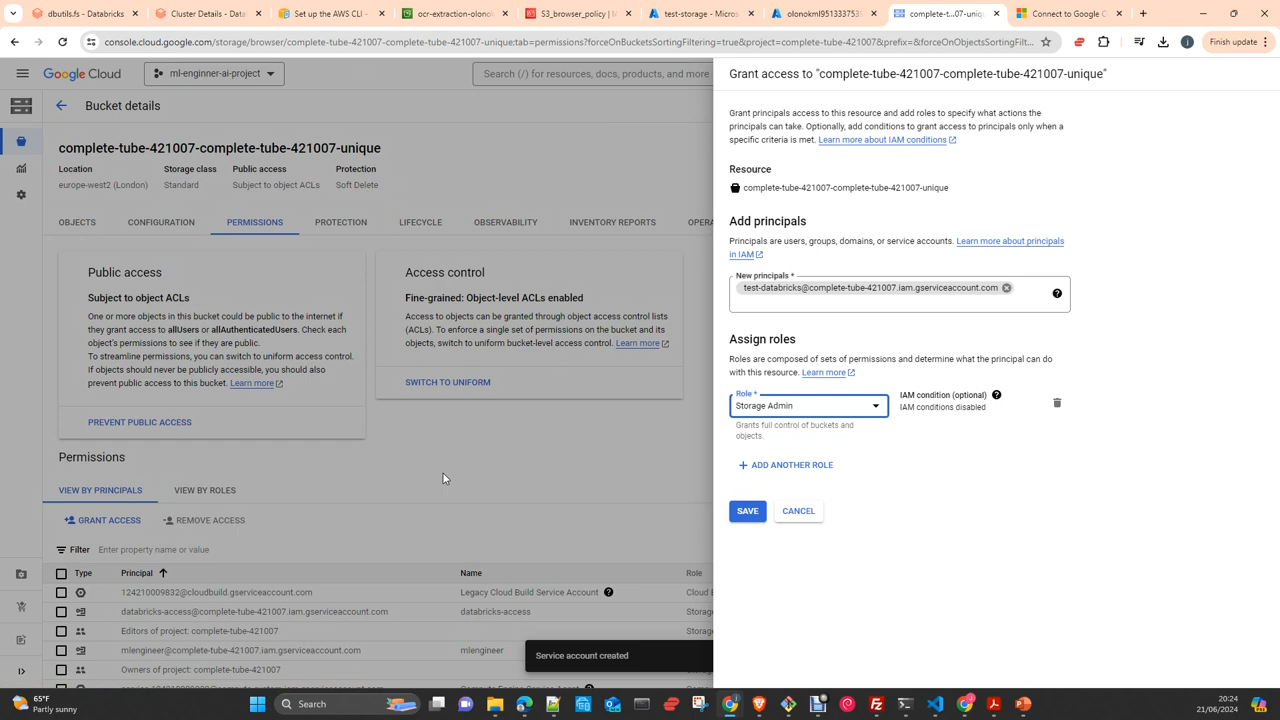 dbutils.fs - Databricks
Cluster Details - Datab
Set up the AWS CLI -
ocr-extraction-olonok
S3_browser_policy | I
test-storage - Micros
olonokml951333753
complete-t...07-uniqu
Connect to Google C
console.cloud.google.com/storage/browser/complete-tube-421007-complete-tube-421007-unique;tab=permissions?forceOnBucketsSortingFiltering=true&project=complete-tube-421007&prefix=&forceOnObjectsSortingFilt...
Finish update
Google Cloud
ml-enginner-ai-project
Search (/) for resources, docs, products, and more
Bucket details
complete-tube-421007-complete-tube-421007-unique
Location Storage class Public access Protection
europe-west2 (London) Standard Subject to object ACLs Soft Delete
OBJECTS CONFIGURATION PERMISSIONS PROTECTION LIFECYCLE OBSERVABILITY INVENTORY REPORTS OPERA
Public access
Subject to object ACLs
One or more objects in this bucket could be public to the internet if
they grant access to allUsers or allAuthenticatedUsers. Check each
object's permissions to see if they are public.
To streamline permissions, you can switch to uniform access control.
If objects should never be publicly accessible, you should also
prevent public access to this bucket. Learn more
PREVENT PUBLIC ACCESS
Access control
Fine-grained: Object-level ACLs enabled
Access to objects can be granted through object access control lists
(ACLs). To enforce a single set of permissions on the bucket and its
objects, switch to uniform bucket-level access control. Learn more
SWITCH TO UNIFORM
Permissions
VIEW BY PRINCIPALS VIEW BY ROLES
GRANT ACCESS REMOVE ACCESS
Filter Enter property name or value
Type Principal Name Role
124210009832@cloudbuild.gserviceaccount.com Legacy Cloud Build Service Account Cloud B
databricks-access@complete-tube-421007.iam.gserviceaccount.com databricks-access Storage
Editors of project: complete-tube-421007 Storag
mlengineer@complete-tube-421007.iam.gserviceaccount.com mlengineer
Owners of project: complete-tube-421007
Service account created
Grant access to "complete-tube-421007-complete-tube-421007-unique"
Grant principals access to this resource and add roles to specify what actions the
principals can take. Optionally, add conditions to grant access to principals only when a
specific criteria is met. Learn more about IAM conditions
Resource
complete-tube-421007-complete-tube-421007-unique
Add principals
Principals are users, groups, domains, or service accounts. Learn more about principals
in IAM
New principals *
test-databricks@complete-tube-421007.iam.gserviceaccount.com
Assign roles
Roles are composed of sets of permissions and determine what the principal can do
with this resource. Learn more
Role *
Storage Admin
Grants full control of buckets and
objects.
IAM condition (optional)
IAM conditions disabled
ADD ANOTHER ROLE
SAVE CANCEL
65°F
Partly sunny
Search
20:24
21/06/2024